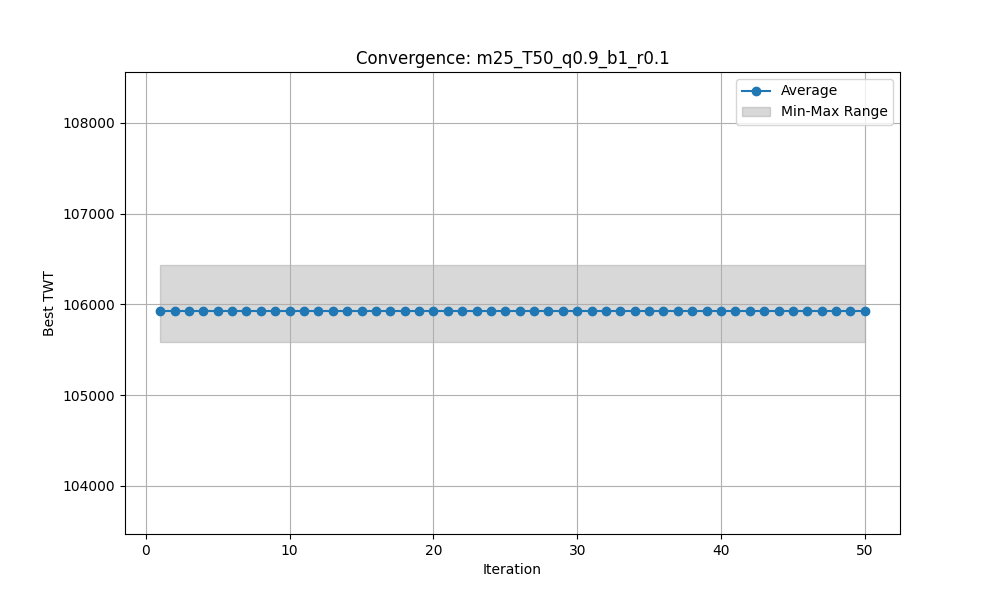 Convergence: m25_T50_q0.9_b1_r0.1
Average
Min-Max Range
108000
107000
106000
105000
104000
Best TWT
0 10 20 30 40 50
Iteration